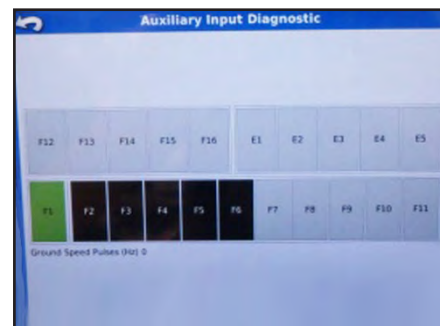 Auxiliary Input Diagnostic
F12 F13 F14 F15 F16 E1 E2 E3 E4 E5
F1 F2 F3 F4 F5 F6 F7 F8 F9 F10 F11
Ground Speed Pulses (Hz) 0